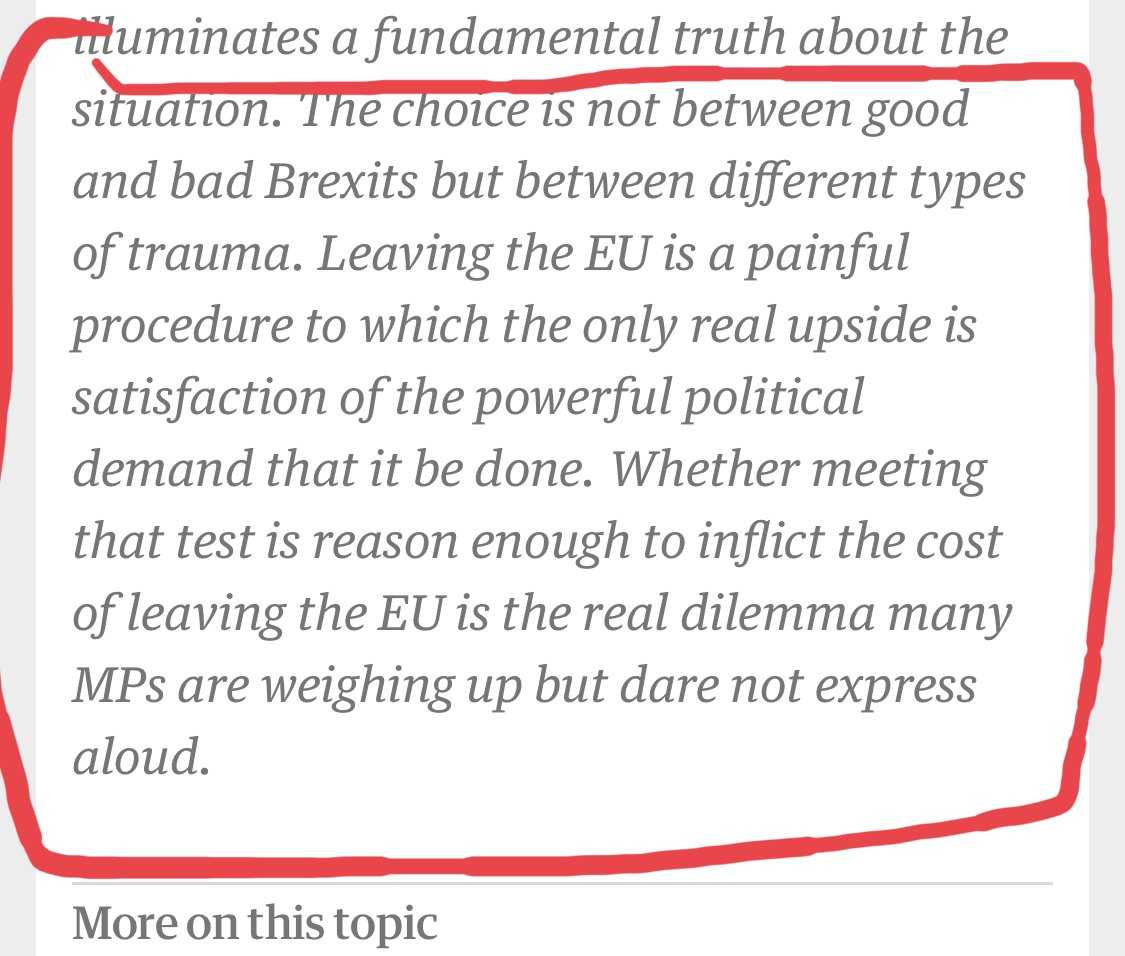 illuminates a fundamental truth about the
situation. The choice is not between good
and bad Brexits but between different types
of trauma. Leaving the EU is a painful
procedure to which the only real upside is
satisfaction of the powerful political
demand that it be done. Whether meeting
that test is reason enough to inflict the cost
of leaving the EU is the real dilemma many
MPs are weighing up but dare not express
aloud.
More on this topic